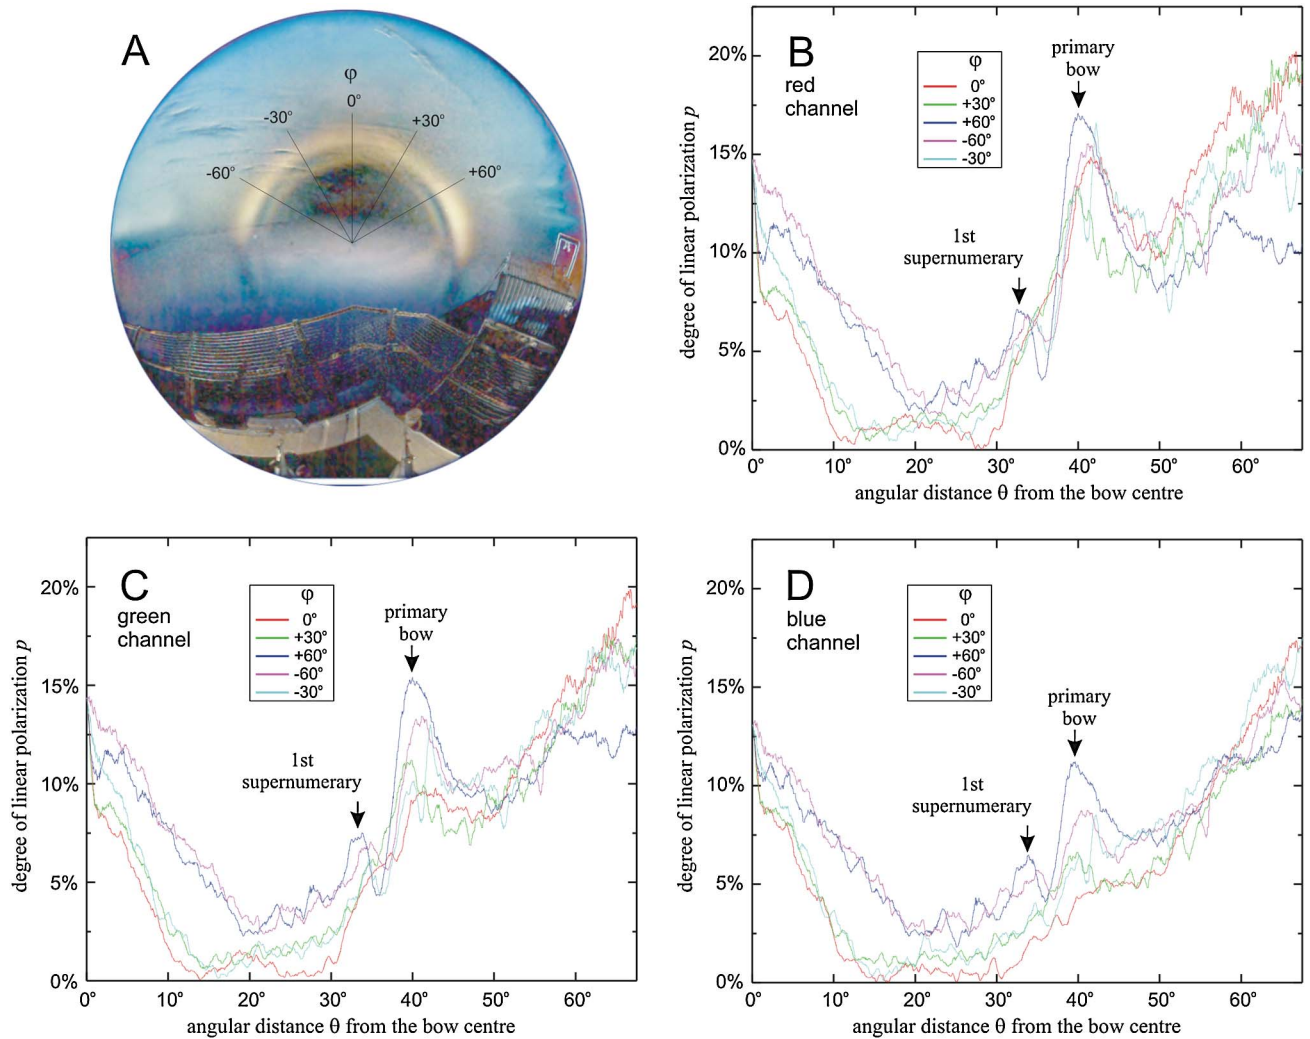 A
φ
0°
-30°
+30°
-60°
+60°
B
red
channel
φ
0°
+30°
+60°
-60°
-30°
primary
bow
1st
supernumerary
20%
15%
10%
5%
0%
degree of linear polarization p
0° 10° 20° 30° 40° 50° 60°
angular distance θ from the bow centre
C
green
channel
φ
0°
+30°
+60°
-60°
-30°
primary
bow
1st
supernumerary
20%
15%
10%
5%
0%
degree of linear polarization p
0° 10° 20° 30° 40° 50° 60°
angular distance θ from the bow centre
D
blue
channel
φ
0°
+30°
+60°
-60°
-30°
primary
bow
1st
supernumerary
20%
15%
10%
5%
0%
degree of linear polarization p
0° 10° 20° 30° 40° 50° 60°
angular distance θ from the bow centre